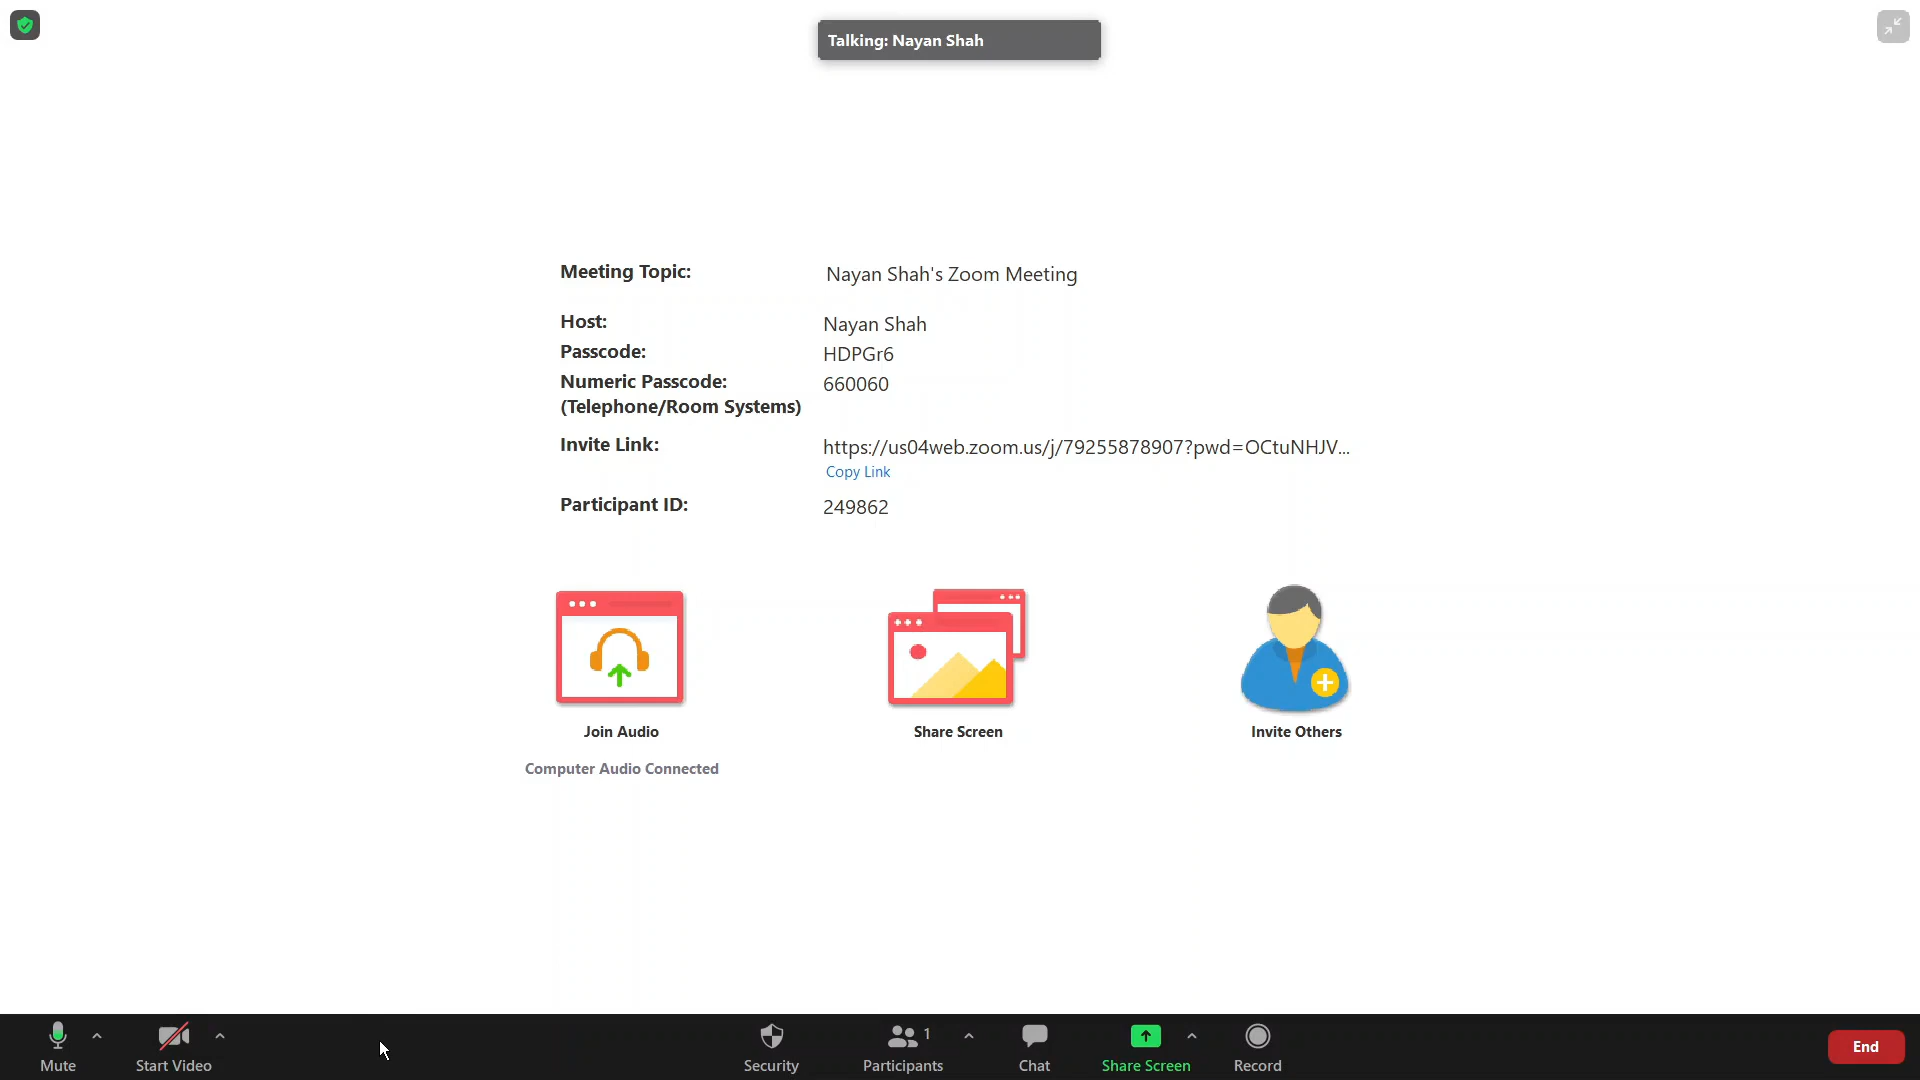 Talking: Nayan Shah
Meeting Topic: Nayan Shah's Zoom Meeting
Host: Nayan Shah
Passcode: HDPGr6
Numeric Passcode: 660060
(Telephone/Room Systems)
Invite Link: https://us04web.zoom.us/j/79255878907?pwd=OCtuNHJV...
Copy Link
Participant ID: 249862
Join Audio Share Screen Invite Others
Computer Audio Connected
1
Mute Start Video Security Participants Chat Share Screen Record End